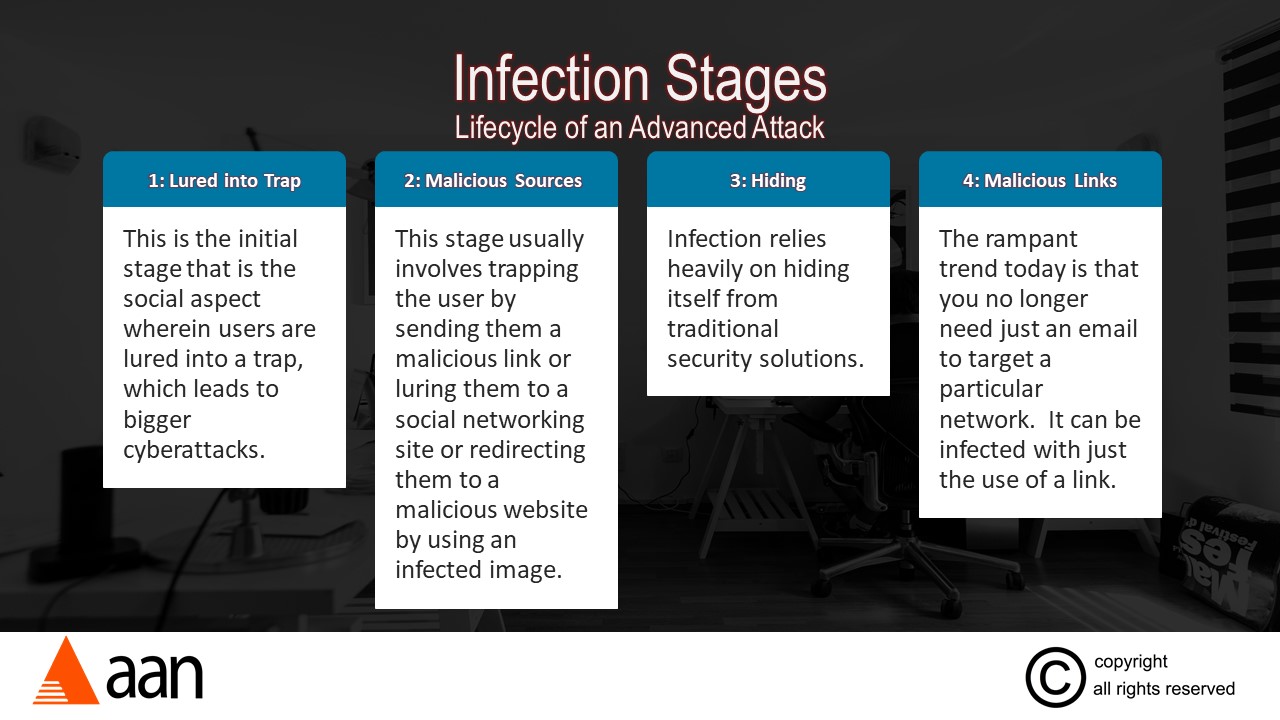 Infection Stages
Lifecycle of an Advanced Attack
1: Lured into Trap
This is the initial
stage that is the
social aspect
wherein users are
lured into a trap,
which leads to
bigger
cyberattacks.
2: Malicious Sources
This stage usually
involves trapping
the user by
sending them a
malicious link or
luring them to a
social networking
site or redirecting
them to a
malicious website
by using an
infected image.
3: Hiding
Infection relies
heavily on hiding
itself from
traditional
security solutions.
4: Malicious Links
The rampant
trend today is that
you no longer
need just an email
to target a
particular
network.  It can be
infected with just
the use of a link.
Festival d'
aan
©
copyright
all rights reserved